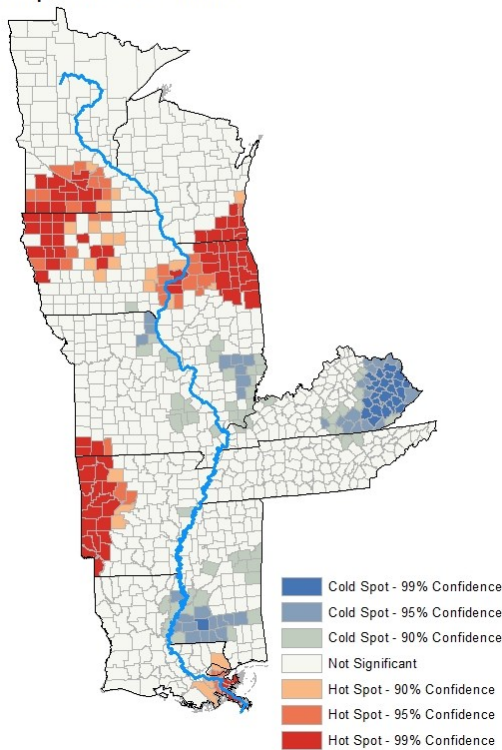 Cold Spot - 99% Confidence
Cold Spot - 95% Confidence
Cold Spot - 90% Confidence
Not Significant
Hot Spot - 90% Confidence
Hot Spot - 95% Confidence
Hot Spot - 99% Confidence